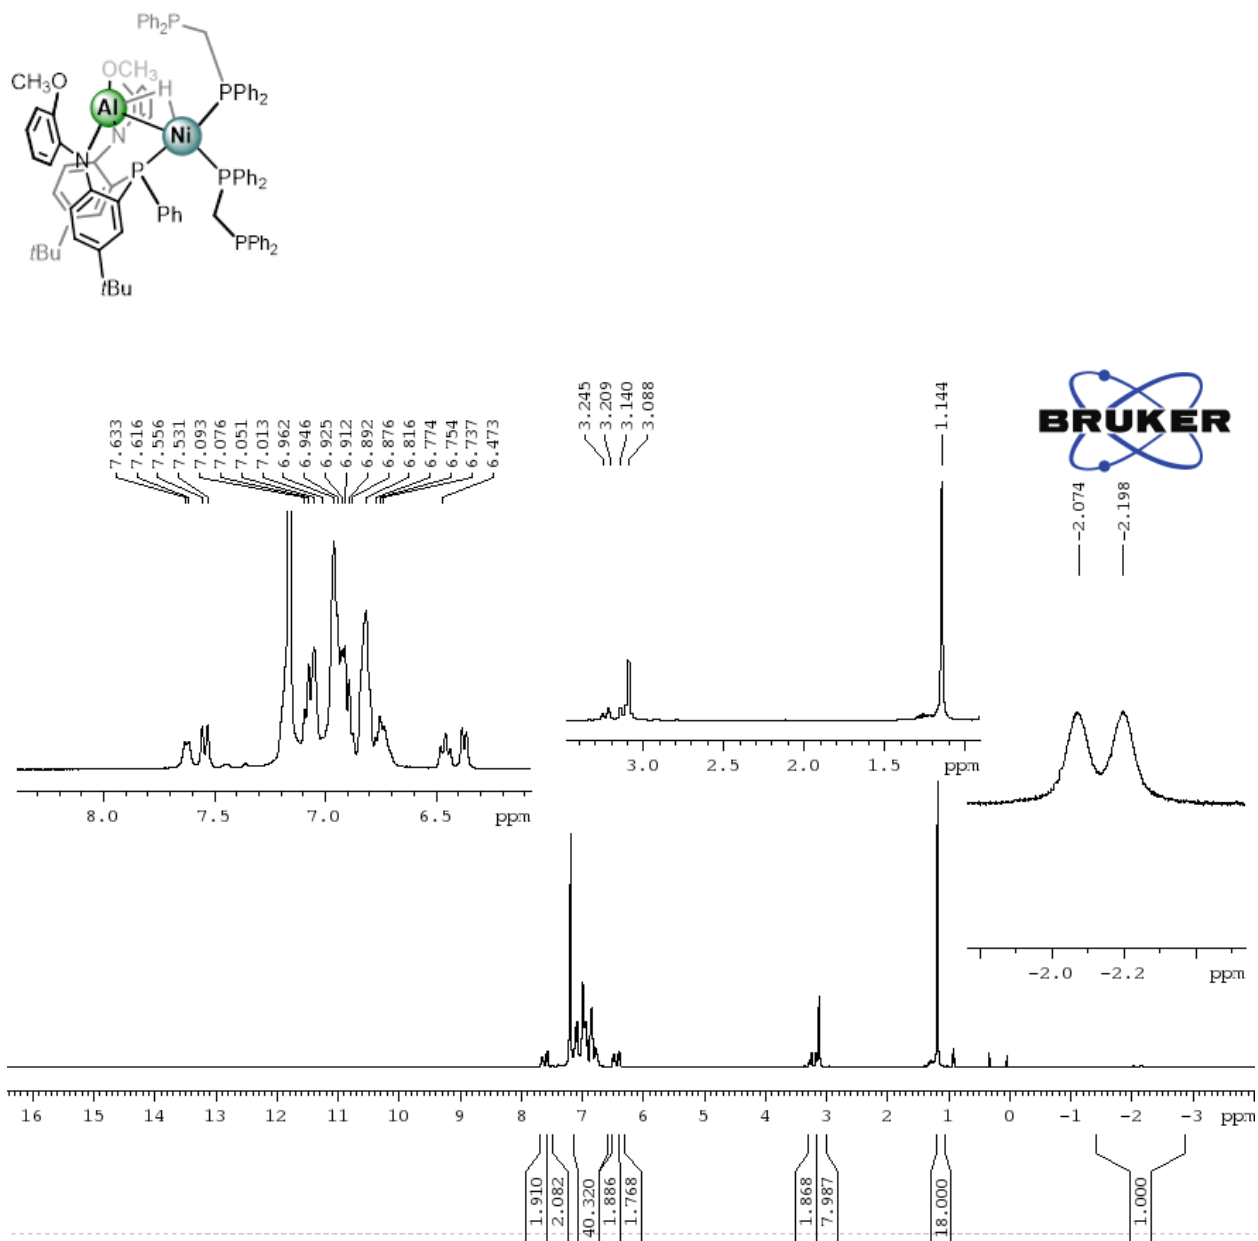 Ph2P
OCH3
CH3O
H
PPh2
Al
Ni
N
N
P
PPh2
Ph
PPh2
tBu
tBu
7.633
7.616
7.556
7.531
7.093
7.076
7.051
7.013
6.962
6.946
6.925
6.912
6.892
6.876
6.816
6.774
6.754
6.737
6.473
3.245
3.209
3.140
3.088
1.144
BRUKER
-2.074
-2.198
8.0 7.5 7.0 6.5 ppm
3.0 2.5 2.0 1.5 ppm
-2.0 -2.2 ppm
16 15 14 13 12 11 10 9 8 7 6 5 4 3 2 1 0 -1 -2 -3 ppm
1.910
2.082
40.320
1.886
1.768
1.868
7.987
18.000
1.000